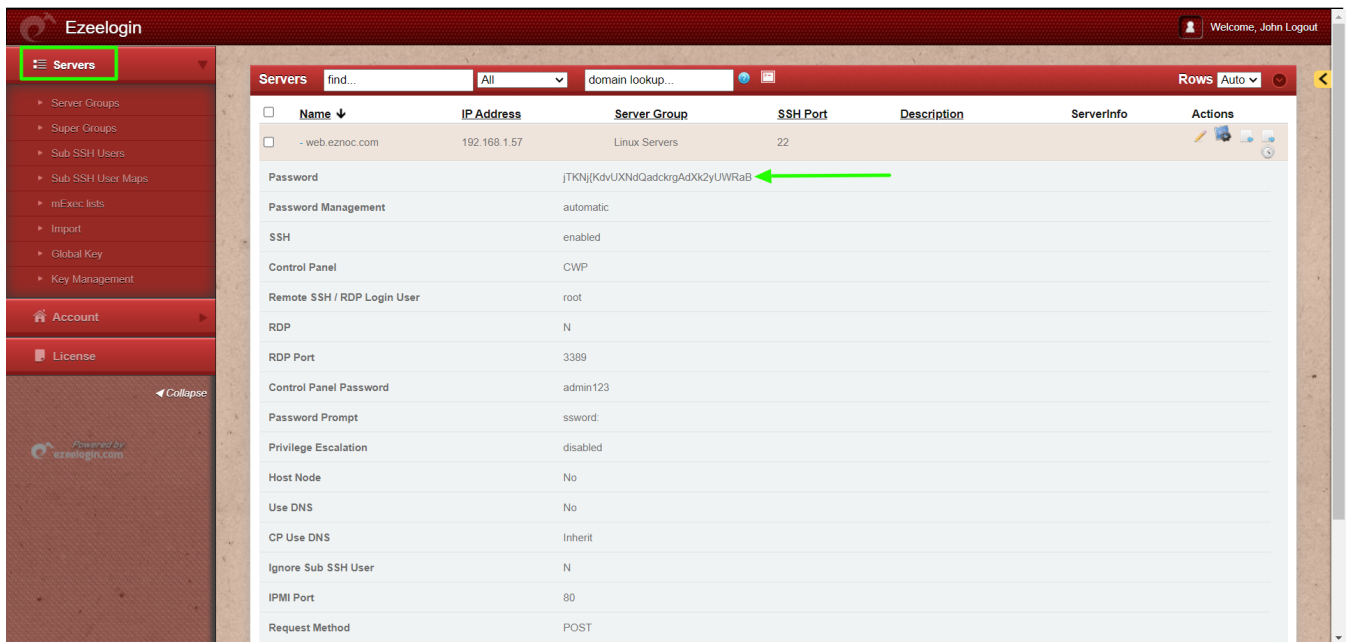 Ezeelogin
Welcome, John Logout
Servers
Server Groups
Super Groups
Sub SSH Users
Sub SSH User Maps
mExec lists
Import
Global Key
Key Management
Account
License
Collapse
Powered by
ezeelogin.com
Servers find... All domain lookup... Rows Auto
Name IP Address Server Group SSH Port Description ServerInfo Actions
- web.eznoc.com 192.168.1.57 Linux Servers 22
Password jTKNj{KdvUXNdQadckrgAdXk2yUWRaB
Password Management automatic
SSH enabled
Control Panel CWP
Remote SSH / RDP Login User root
RDP N
RDP Port 3389
Control Panel Password admin123
Password Prompt ssword:
Privilege Escalation disabled
Host Node No
Use DNS No
CP Use DNS Inherit
Ignore Sub SSH User N
IPMI Port 80
Request Method POST